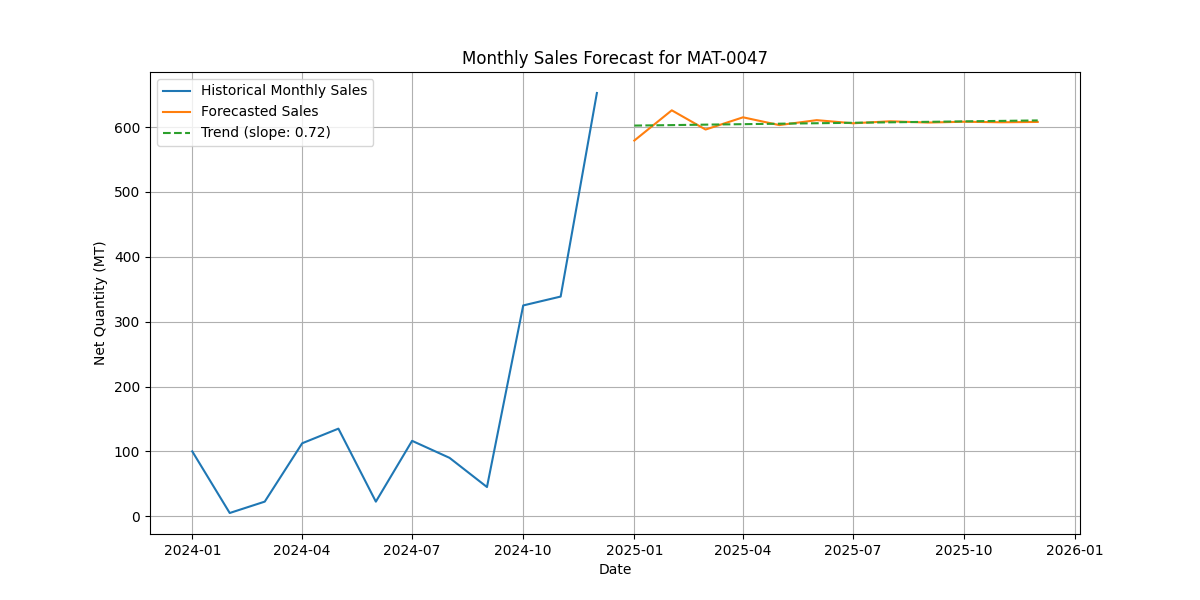 Monthly Sales Forecast for MAT-0047
Historical Monthly Sales
Forecasted Sales
Trend (slope: 0.72)
Net Quantity (MT)
600
500
400
300
200
100
0
2024-01 2024-04 2024-07 2024-10 2025-01 2025-04 2025-07 2025-10 2026-01
Date